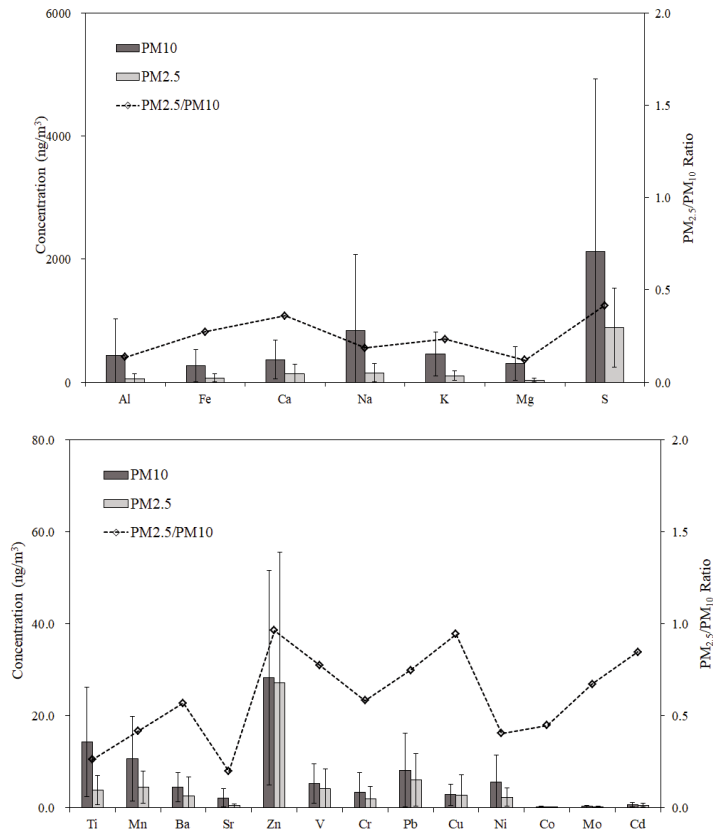 6000
4000
2000
0
Concentration (ng/m³)
PM10
PM2.5
PM2.5/PM10
2.0
1.5
1.0
0.5
0.0
PM₂.₅/PM₁₀ Ratio
Al Fe Ca Na K Mg S
80.0
60.0
40.0
20.0
0.0
Concentration (ng/m³)
PM10
PM2.5
PM2.5/PM10
2.0
1.5
1.0
0.5
0.0
PM₂.₅/PM₁₀ Ratio
Ti Mn Ba Sr Zn V Cr Pb Cu Ni Co Mo Cd